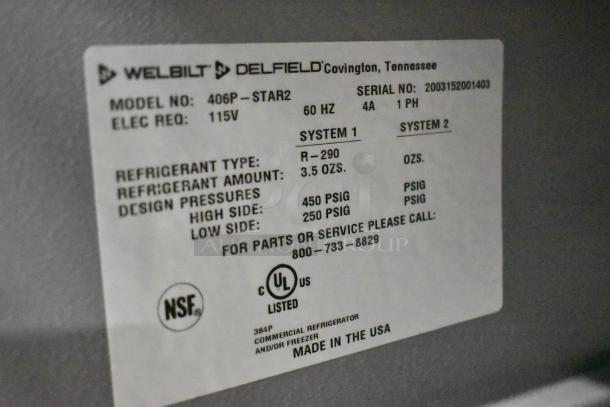 WELBILT DELFIELD Covington, Tennessee
MODEL NO: 406P-STAR2 SERIAL NO: 2003152001403
ELEC REQ: 115V 60 HZ 4A 1 PH
SYSTEM 1 SYSTEM 2
REFRIGERANT TYPE: R-290
REFRIGERANT AMOUNT: 3.5 OZS. OZS.
DESIGN PRESSURES
HIGH SIDE: 450 PSIG PSIG
LOW SIDE: 250 PSIG PSIG
FOR PARTS OR SERVICE PLEASE CALL:
800-733-8829
NSF®
C UL US
LISTED
384P
COMMERCIAL REFRIGERATOR
AND/OR FREEZER
MADE IN THE USA